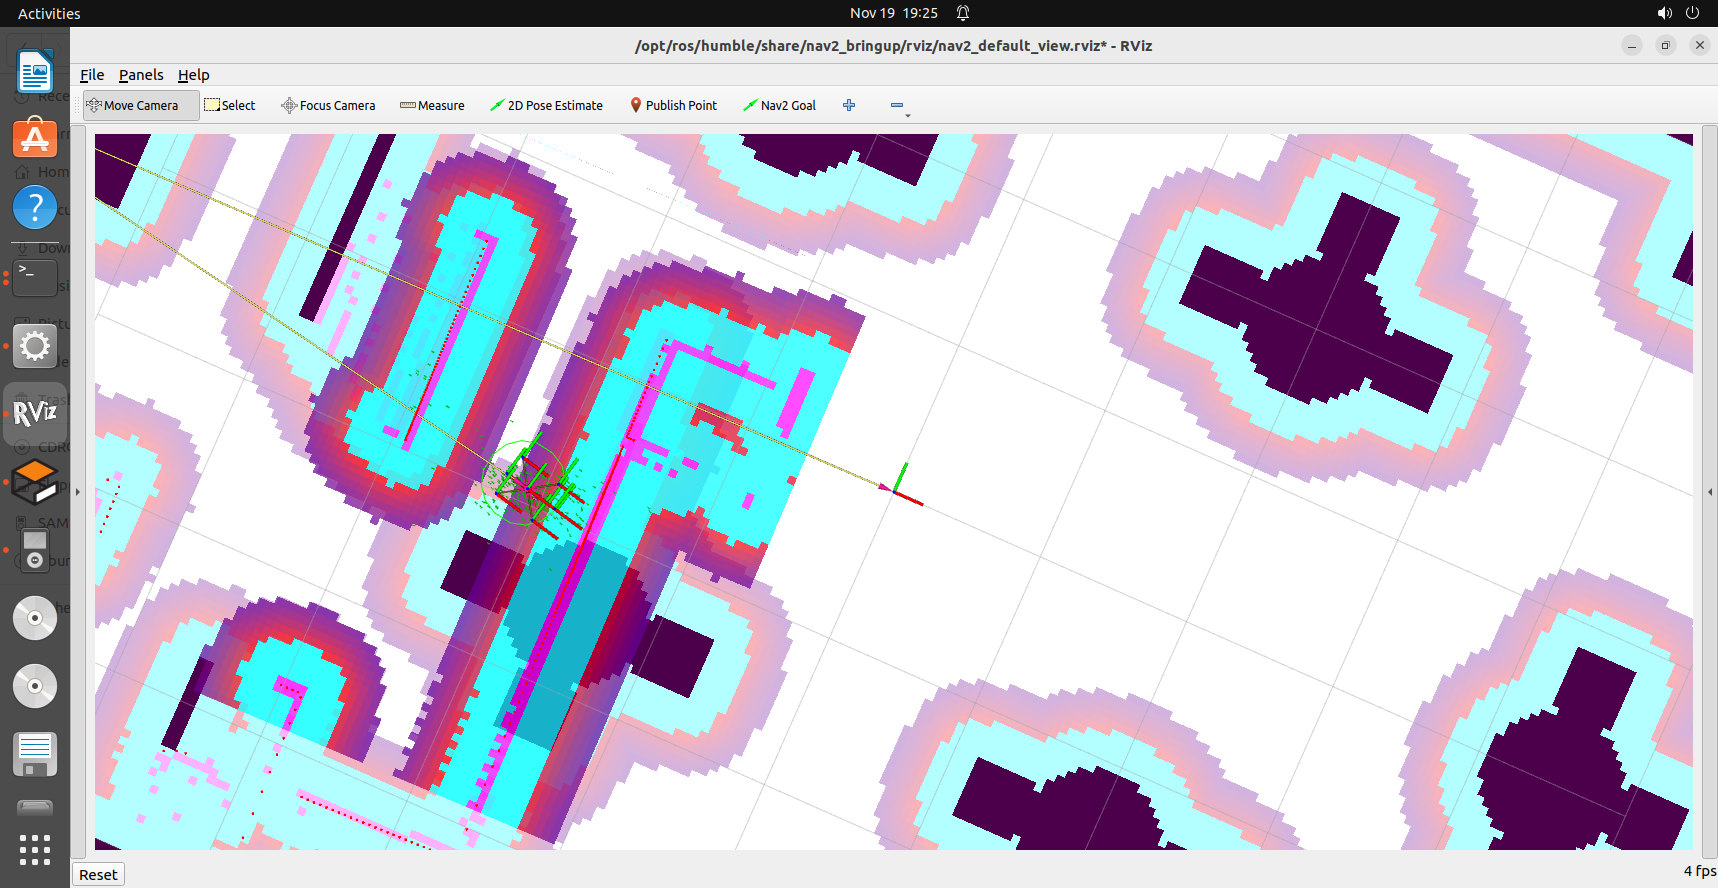 Activities
Nov 19 19:25
/opt/ros/humble/share/nav2_bringup/rviz/nav2_default_view.rviz* - RViz
File Panels Help
Move Camera Select Focus Camera Measure 2D Pose Estimate Publish Point Nav2 Goal
RViz
Reset
4 fps